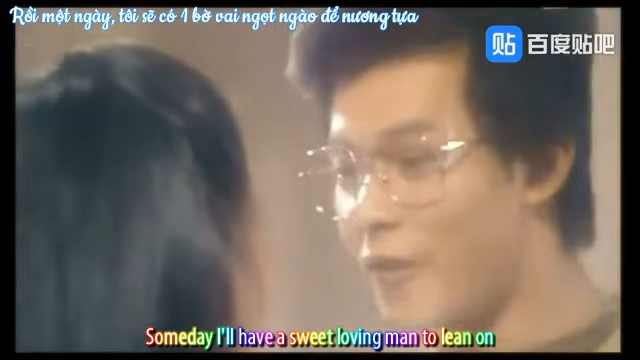 Rồi một ngày, tôi sẽ có 1 bờ vai ngọt ngào để nương tựa
贴 百度贴吧
Someday I'll have a sweet loving man to lean on